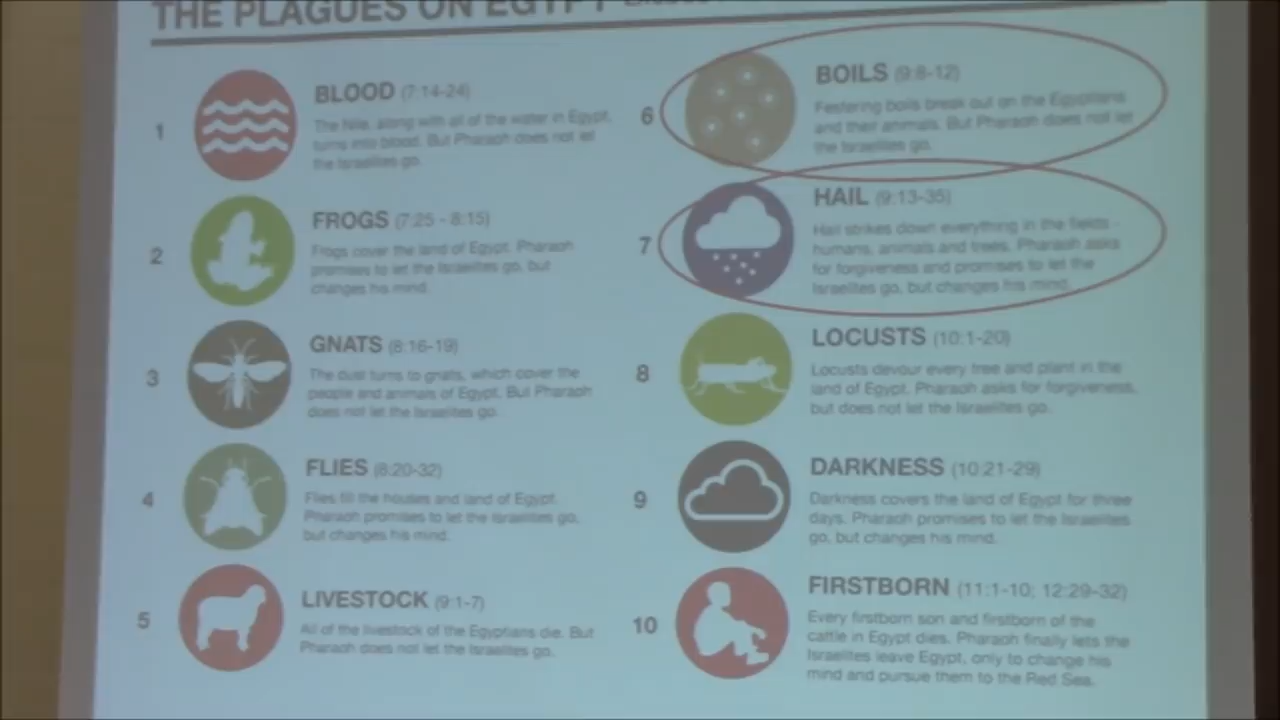 THE PLAGUES ON EGYPT
1
BLOOD (7:14-24)
The Nile, along with all of the water in Egypt,
turns into blood. But Pharaoh does not let
the Israelites go.
2
FROGS (7:25 - 8:15)
Frogs cover the land of Egypt. Pharaoh
promises to let the Israelites go, but
changes his mind.
3
GNATS (8:16-19)
The dust turns to gnats, which cover the
people and animals of Egypt. But Pharaoh
does not let the Israelites go.
4
FLIES (8:20-32)
Flies fill the houses and land of Egypt.
Pharaoh promises to let the Israelites go,
but changes his mind.
5
LIVESTOCK (9:1-7)
All of the livestock of the Egyptians die. But
Pharaoh does not let the Israelites go.
6
BOILS (9:8-12)
Festering boils break out on the Egyptians
and their animals. But Pharaoh does not let
the Israelites go.
7
HAIL (9:13-35)
Hail strikes down everything in the fields -
humans, animals and trees. Pharaoh asks
for forgiveness and promises to let the
Israelites go, but changes his mind.
8
LOCUSTS (10:1-20)
Locusts devour every tree and plant in the
land of Egypt. Pharaoh asks for forgiveness,
but does not let the Israelites go.
9
DARKNESS (10:21-29)
Darkness covers the land of Egypt for three
days. Pharaoh promises to let the Israelites
go, but changes his mind.
10
FIRSTBORN (11:1-10; 12:29-32)
Every firstborn son and firstborn of the
cattle in Egypt dies. Pharaoh finally lets the
Israelites leave Egypt, only to change his
mind and pursue them to the Red Sea.